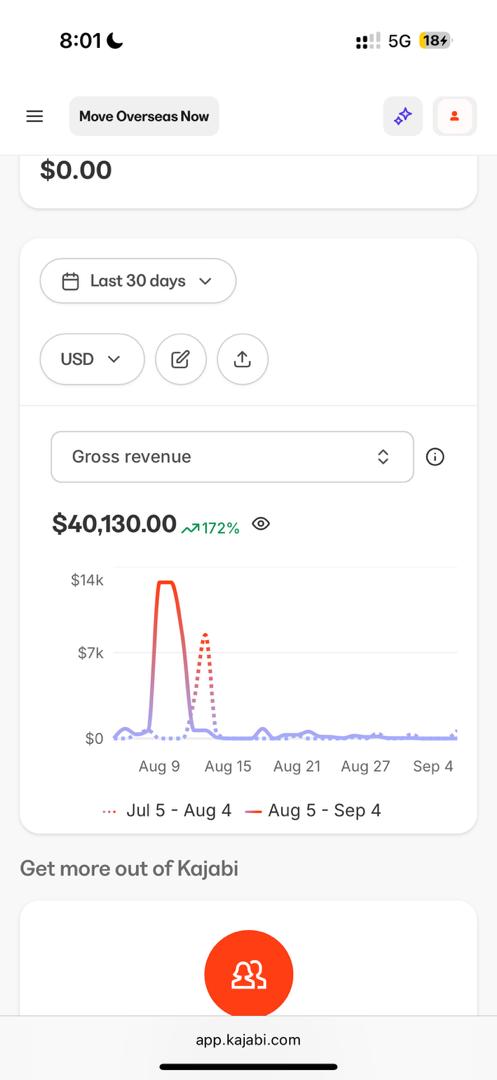 8:01
5G
18
Move Overseas Now
$0.00
Last 30 days
USD
Gross revenue
$40,130.00 172%
$14k
$7k
$0
Aug 9 Aug 15 Aug 21 Aug 27 Sep 4
Jul 5 - Aug 4 Aug 5 - Sep 4
Get more out of Kajabi
app.kajabi.com